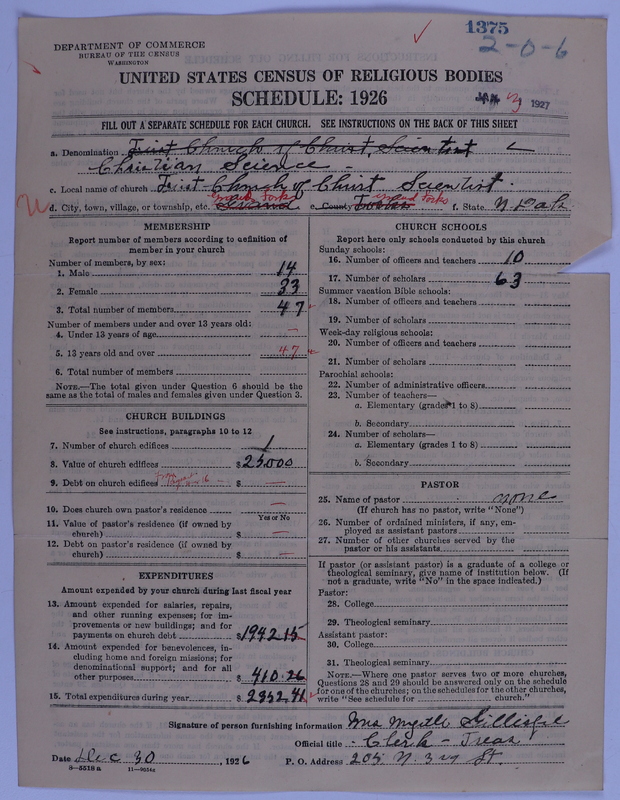 1375
2-0-6
DEPARTMENT OF COMMERCE
BUREAU OF THE CENSUS
WASHINGTON
UNITED STATES CENSUS OF RELIGIOUS BODIES
SCHEDULE: 1926
JAN 3 1927
FILL OUT A SEPARATE SCHEDULE FOR EACH CHURCH. SEE INSTRUCTIONS ON THE BACK OF THIS SHEET
a. Denomination First Church of Christ, Scientist
Christian Science
c. Local name of church First Church of Christ Scientist.
Grand Forks Grand Forks
d. City, town, village, or township, etc. e. County f. State N. Dak
MEMBERSHIP
Report number of members according to definition of
member in your church
Number of members, by sex:
1. Male 14
2. Female 33
3. Total number of members 47
Number of members under and over 13 years old:
4. Under 13 years of age —
5. 13 years old and over 47
6. Total number of members
NOTE.—The total given under Question 6 should be the
same as the total of males and females given under Question 3.
CHURCH BUILDINGS
See instructions, paragraphs 10 to 12
7. Number of church edifices 1
8. Value of church edifices $ 25000
9. Debt on church edifices $ —
10. Does church own pastor's residence —
Yes or No
11. Value of pastor's residence (if owned by
church) $ —
12. Debt on pastor's residence (if owned by
church) $ —
EXPENDITURES
Amount expended by your church during last fiscal year
13. Amount expended for salaries, repairs,
and other running expenses; for im-
provements or new buildings; and for
payments on church debt $ 1942.15
14. Amount expended for benevolences, in-
cluding home and foreign missions; for
denominational support; and for all
other purposes $ 410.26
15. Total expenditures during year $ 2352.41
CHURCH SCHOOLS
Report here only schools conducted by this church
Sunday schools:
16. Number of officers and teachers 10
17. Number of scholars 63
Summer vacation Bible schools:
18. Number of officers and teachers
19. Number of scholars
Week-day religious schools:
20. Number of officers and teachers
21. Number of scholars
Parochial schools:
22. Number of administrative officers
23. Number of teachers—
a. Elementary (grades 1 to 8)
b. Secondary
24. Number of scholars—
a. Elementary (grades 1 to 8)
b. Secondary
PASTOR
25. Name of pastor none
(If church has no pastor, write "None")
26. Number of ordained ministers, if any, em-
ployed as assistant pastors
27. Number of other churches served by the
pastor or his assistants
If pastor (or assistant pastor) is a graduate of a college or
theological seminary, give name of institution below. (If
not a graduate, write "No" in the space indicated.)
Pastor:
28. College
29. Theological seminary
Assistant pastor:
30. College
31. Theological seminary
NOTE.—Where one pastor serves two or more churches,
Questions 28 and 29 should be answered only on the schedule
for one of the churches; on the schedules for the other churches,
write "See schedule for church."
Signature of person furnishing information Mrs Myrtle Gillispie
Official title Clerk - Treas
Date Dec 30, 1926 P. O. Address 205 N. 3rd St.
8—5518a 11—9034a